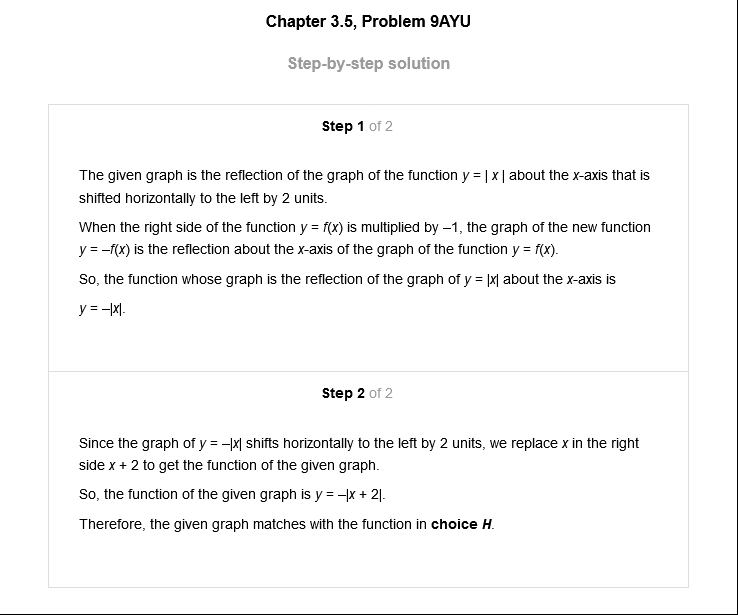 Chapter 3.5, Problem 9AYU
Step-by-step solution
Step 1 of 2
The given graph is the reflection of the graph of the function y = | x | about the x-axis that is
shifted horizontally to the left by 2 units.
When the right side of the function y = f(x) is multiplied by –1, the graph of the new function
y = –f(x) is the reflection about the x-axis of the graph of the function y = f(x).
So, the function whose graph is the reflection of the graph of y = |x| about the x-axis is
y = –|x|.
Step 2 of 2
Since the graph of y = –|x| shifts horizontally to the left by 2 units, we replace x in the right
side x + 2 to get the function of the given graph.
So, the function of the given graph is y = –|x + 2|.
Therefore, the given graph matches with the function in choice H.